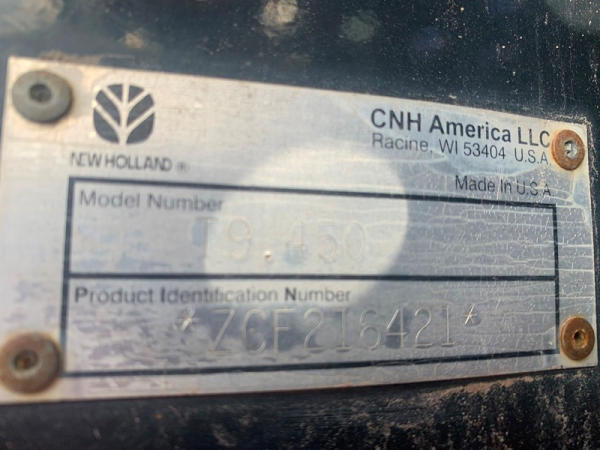 CNH America LLC
Racine, WI 53404 U.S.A.
NEW HOLLAND ®
Made In U.S.A.
Model Number
T9.450
Product Identification Number
*ZCF216421*